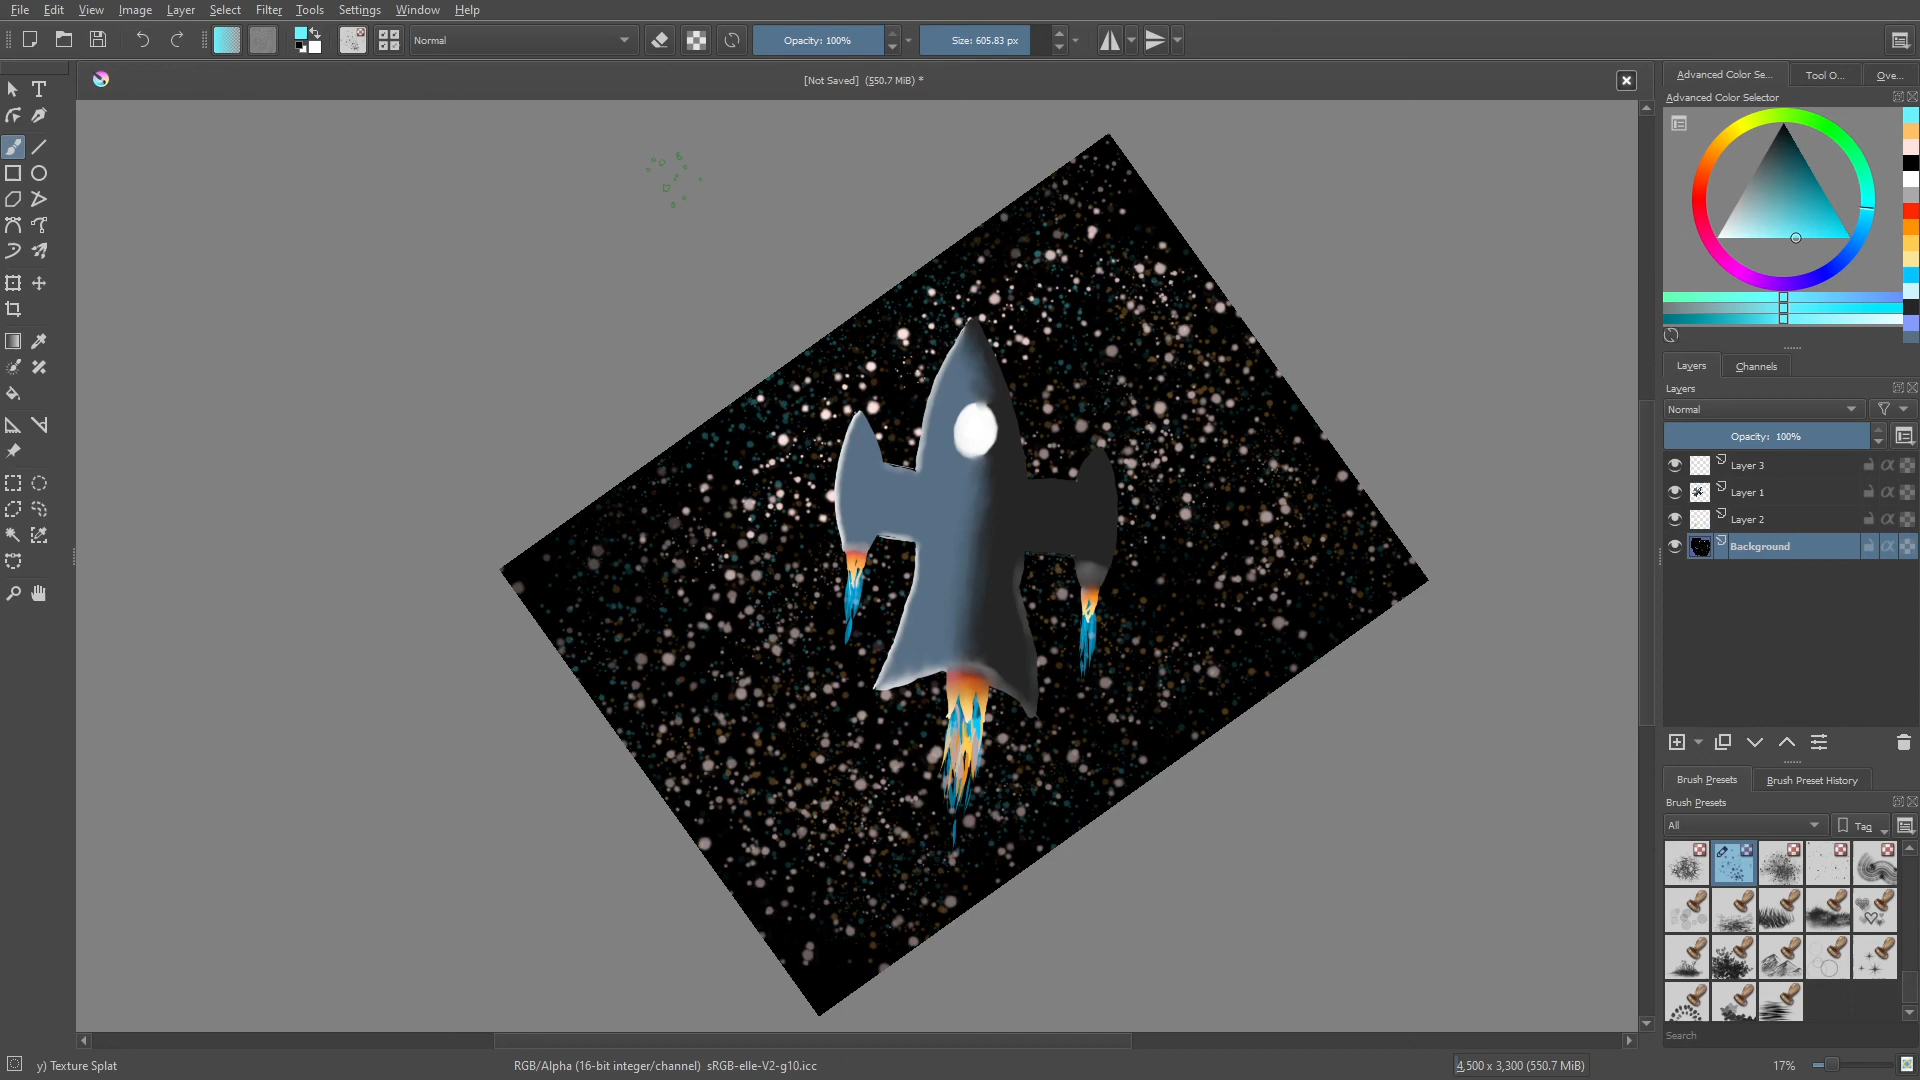 File Edit View Image Layer Select Filter Tools Settings Window Help
Normal Opacity: 100% Size: 605.83 px
[Not Saved] (550.7 MiB) *
Advanced Color Se... Tool O... Ove...
Advanced Color Selector
Layers Channels
Layers
Normal
Opacity: 100%
Layer 3
Layer 1
Layer 2
Background
Brush Presets Brush Preset History
Brush Presets
All Tag
Search
y) Texture Splat RGB/Alpha (16-bit integer/channel) sRGB-elle-V2-g10.icc 4,500 x 3,300 (550.7 MiB) 17%